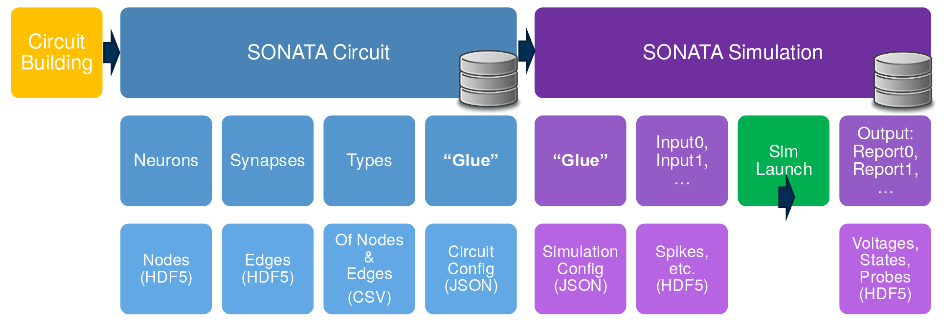 Circuit
Building
SONATA Circuit
SONATA Simulation
Neurons
Synapses
Types
“Glue”
“Glue”
Input0,
Input1,
…
Sim
Launch
Output:
Report0,
Report1,
…
Nodes
(HDF5)
Edges
(HDF5)
Of Nodes
&
Edges
(CSV)
Circuit
Config
(JSON)
Simulation
Config
(JSON)
Spikes,
etc.
(HDF5)
Voltages,
States,
Probes
(HDF5)